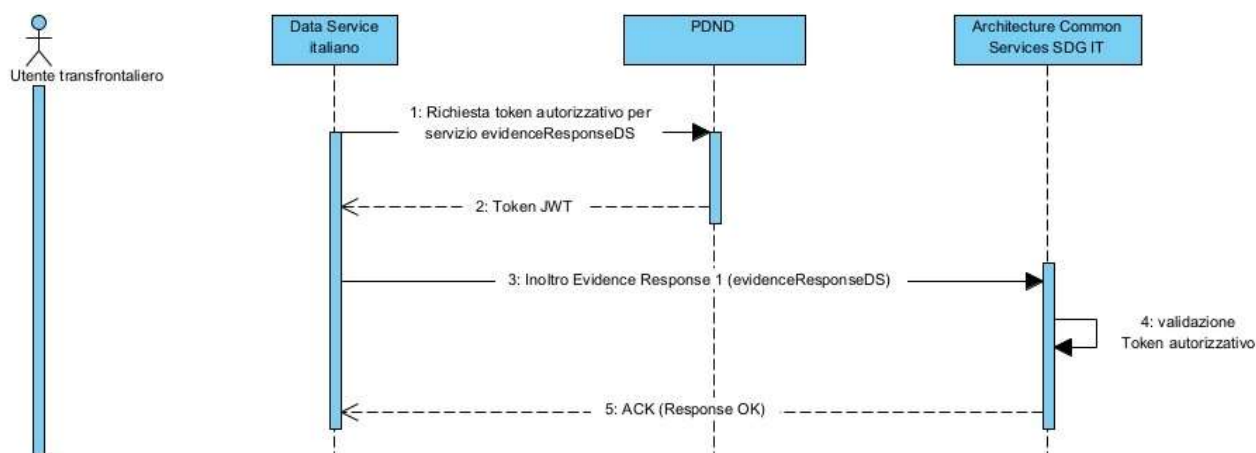 Data Service
italiano
PDND
Architecture Common
Services SDG IT
Utente transfrontaliero
1: Richiesta token autorizzativo per
servizio evidenceResponseDS
2: Token JWT
3: Inoltro Evidence Response 1 (evidenceResponseDS)
4: validazione
Token autorizzativo
5: ACK (Response OK)